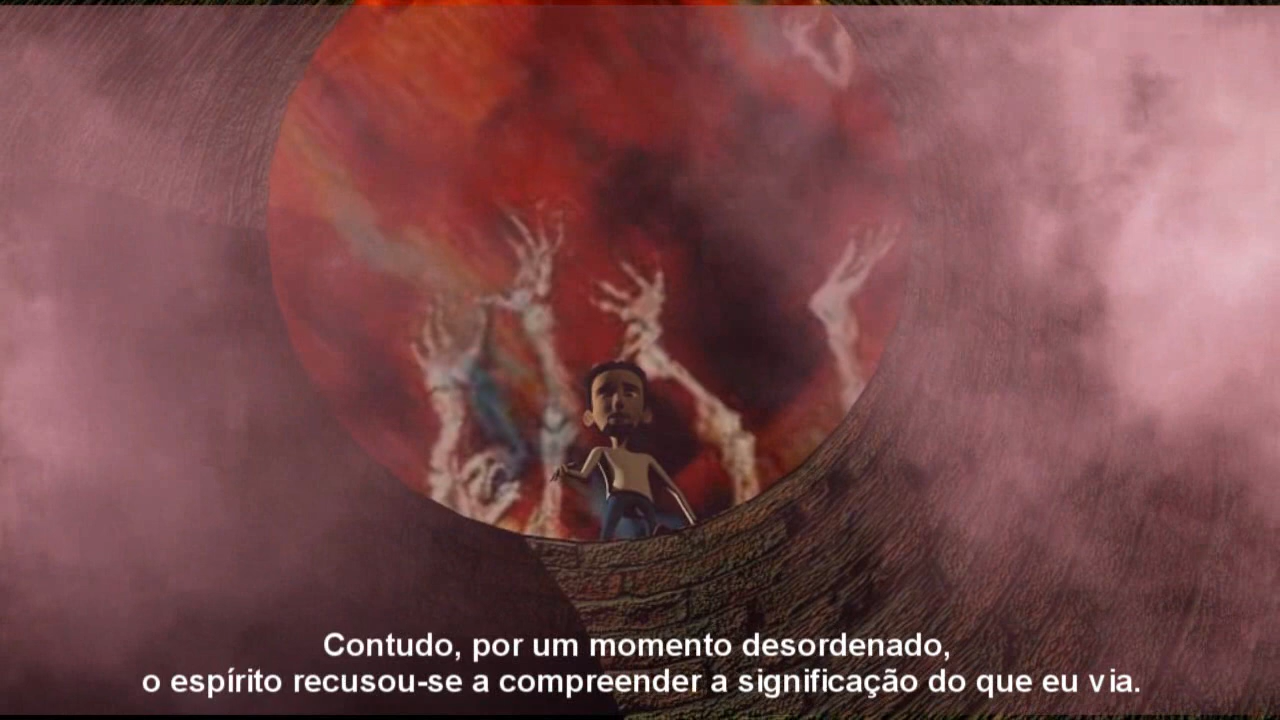 Contudo, por um momento desordenado,
o espírito recusou-se a compreender a significação do que eu via.